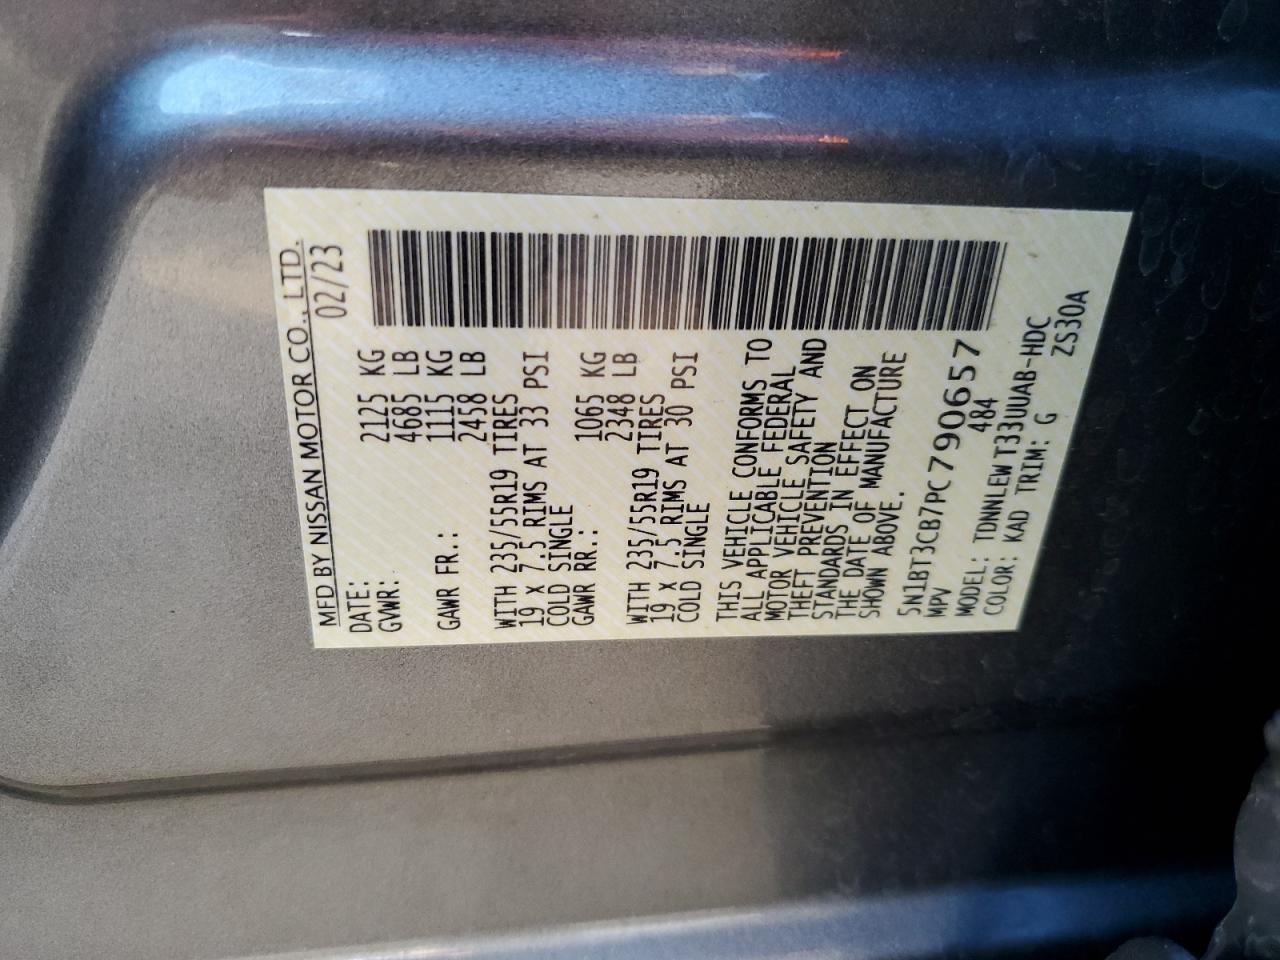 MFD BY NISSAN MOTOR CO., LTD.
DATE: 02/23
GVWR: 2125 KG
4685 LB
GAWR FR.: 1115 KG
2458 LB
WITH 235/55R19 TIRES
19 X 7.5 RIMS AT 33 PSI
COLD SINGLE
GAWR RR.: 1065 KG
2348 LB
WITH 235/55R19 TIRES
19 X 7.5 RIMS AT 30 PSI
COLD SINGLE
THIS VEHICLE CONFORMS TO
ALL APPLICABLE FEDERAL
MOTOR VEHICLE SAFETY AND
THEFT PREVENTION
STANDARDS IN EFFECT ON
THE DATE OF MANUFACTURE
SHOWN ABOVE.
5N1BT3CB7PC790657
MPV 484
MODEL: TDNNLEW T33UUAB-HDC
COLOR: KAD TRIM: G ZS30A